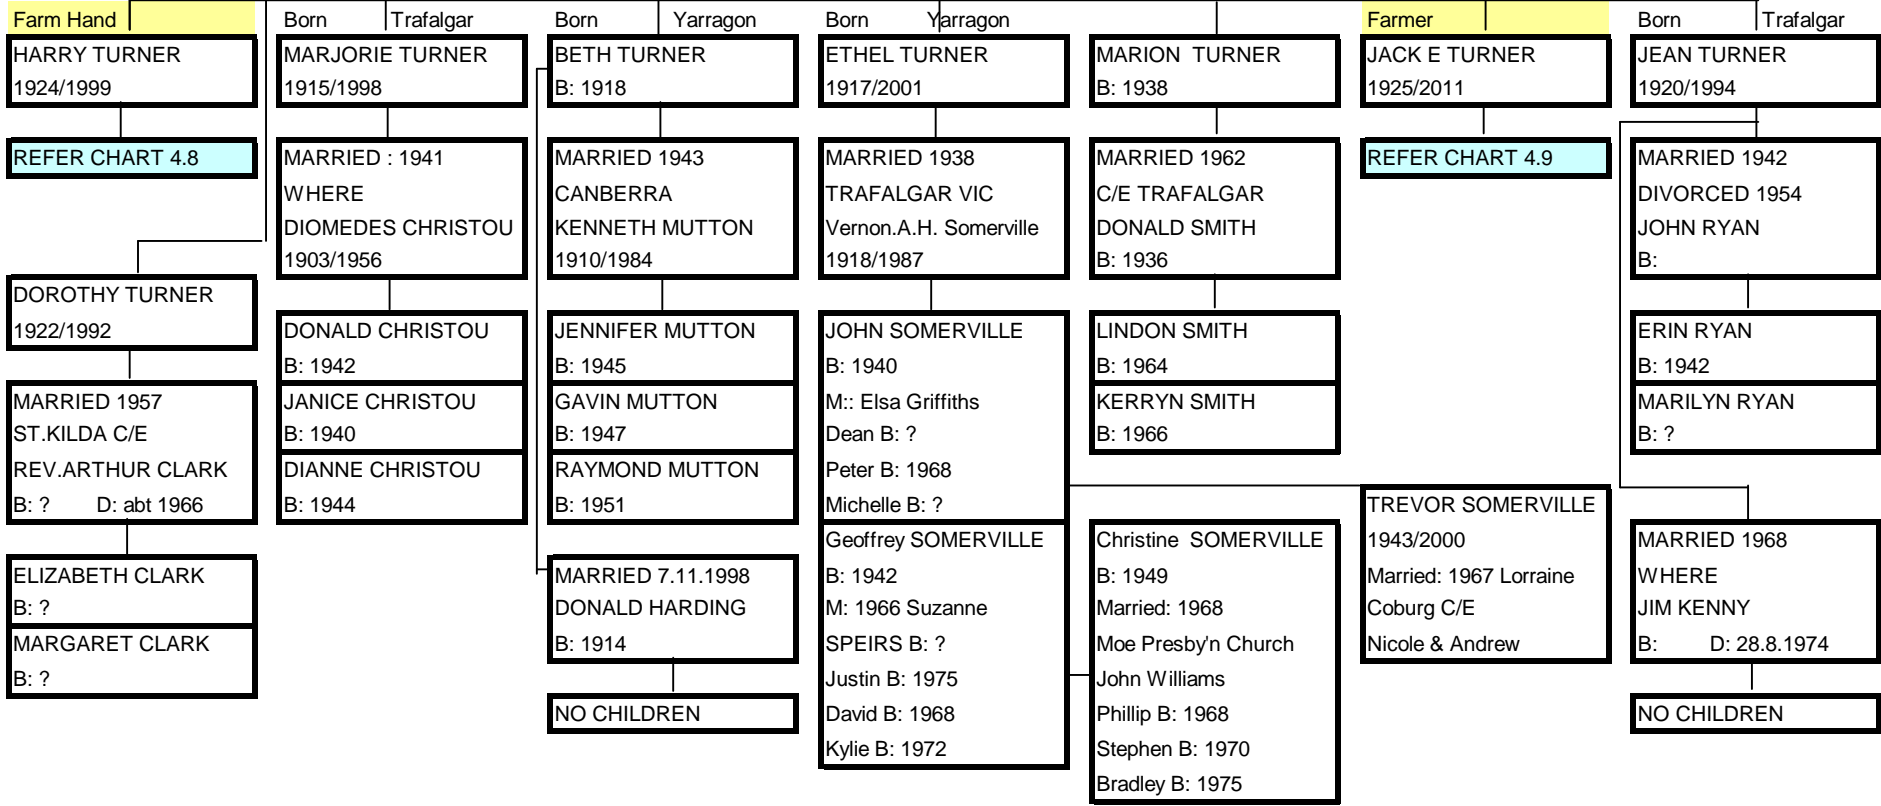 Farm Hand
HARRY TURNER
1924/1999
REFER CHART 4.8
DOROTHY TURNER
1922/1992
MARRIED 1957
ST.KILDA C/E
REV.ARTHUR CLARK
B: ? D: abt 1966
ELIZABETH CLARK
B: ?
MARGARET CLARK
B: ?
Born Trafalgar
MARJORIE TURNER
1915/1998
MARRIED : 1941
WHERE
DIOMEDES CHRISTOU
1903/1956
DONALD CHRISTOU
B: 1942
JANICE CHRISTOU
B: 1940
DIANNE CHRISTOU
B: 1944
Born Yarragon
BETH TURNER
B: 1918
MARRIED 1943
CANBERRA
KENNETH MUTTON
1910/1984
JENNIFER MUTTON
B: 1945
GAVIN MUTTON
B: 1947
RAYMOND MUTTON
B: 1951
MARRIED 7.11.1998
DONALD HARDING
B: 1914
NO CHILDREN
Born Yarragon
ETHEL TURNER
1917/2001
MARRIED 1938
TRAFALGAR VIC
Vernon.A.H. Somerville
1918/1987
JOHN SOMERVILLE
B: 1940
M:: Elsa Griffiths
Dean B: ?
Peter B: 1968
Michelle B: ?
Geoffrey SOMERVILLE
B: 1942
M: 1966 Suzanne
SPEIRS B: ?
Justin B: 1975
David B: 1968
Kylie B: 1972
MARION TURNER
B: 1938
MARRIED 1962
C/E TRAFALGAR
DONALD SMITH
B: 1936
LINDON SMITH
B: 1964
KERRYN SMITH
B: 1966
Christine SOMERVILLE
B: 1949
Married: 1968
Moe Presby'n Church
John Williams
Phillip B: 1968
Stephen B: 1970
Bradley B: 1975
Farmer
JACK E TURNER
1925/2011
REFER CHART 4.9
TREVOR SOMERVILLE
1943/2000
Married: 1967 Lorraine
Coburg C/E
Nicole & Andrew
Born Trafalgar
JEAN TURNER
1920/1994
MARRIED 1942
DIVORCED 1954
JOHN RYAN
B:
ERIN RYAN
B: 1942
MARILYN RYAN
B: ?
MARRIED 1968
WHERE
JIM KENNY
B: D: 28.8.1974
NO CHILDREN